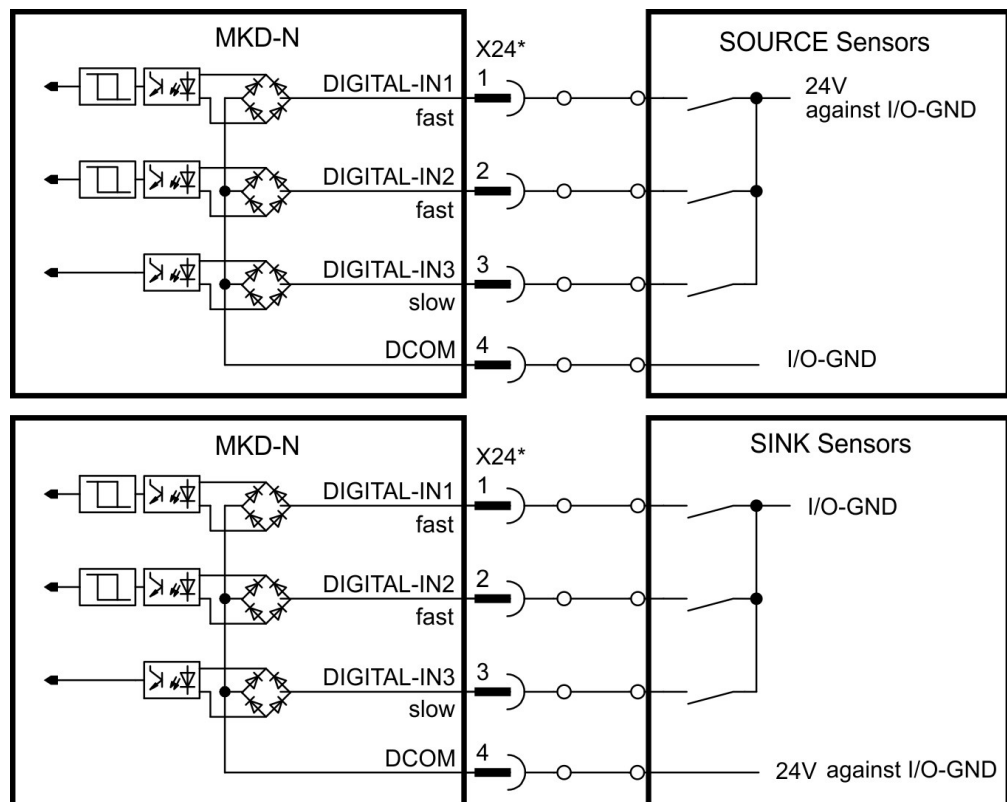 MKD-N
X24*
SOURCE Sensors
DIGITAL-IN1
1
24V
against I/O-GND
fast
DIGITAL-IN2
2
fast
DIGITAL-IN3
3
slow
DCOM
4
I/O-GND
MKD-N
X24*
SINK Sensors
DIGITAL-IN1
1
I/O-GND
fast
DIGITAL-IN2
2
fast
DIGITAL-IN3
3
slow
DCOM
4
24V against I/O-GND